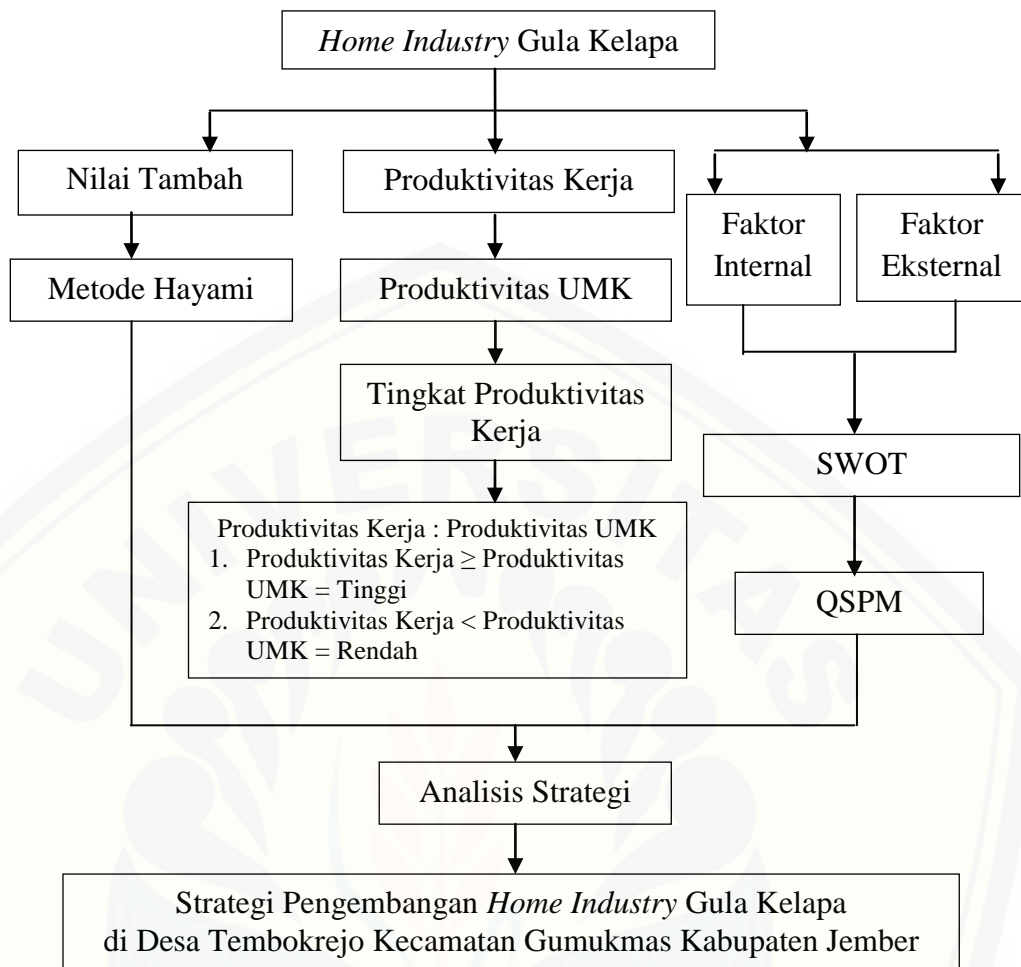 Home Industry Gula Kelapa
Nilai Tambah
Produktivitas Kerja
Faktor
Internal
Faktor
Eksternal
Metode Hayami
Produktivitas UMK
Tingkat Produktivitas
Kerja
SWOT
Produktivitas Kerja : Produktivitas UMK
1. Produktivitas Kerja ≥ Produktivitas
UMK = Tinggi
2. Produktivitas Kerja < Produktivitas
UMK = Rendah
QSPM
Analisis Strategi
Strategi Pengembangan Home Industry Gula Kelapa
di Desa Tembokrejo Kecamatan Gumukmas Kabupaten Jember
UNIVERSITAS